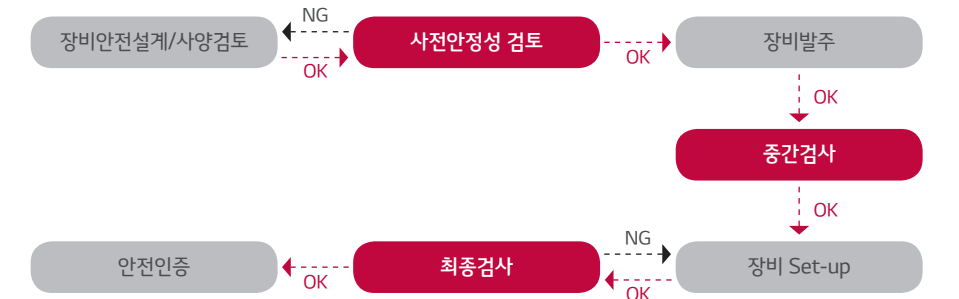 NG
장비안전설계/사양검토
사전안정성 검토
장비발주
OK
OK
OK
중간검사
OK
NG
안전인증
최종검사
장비 Set-up
OK
OK